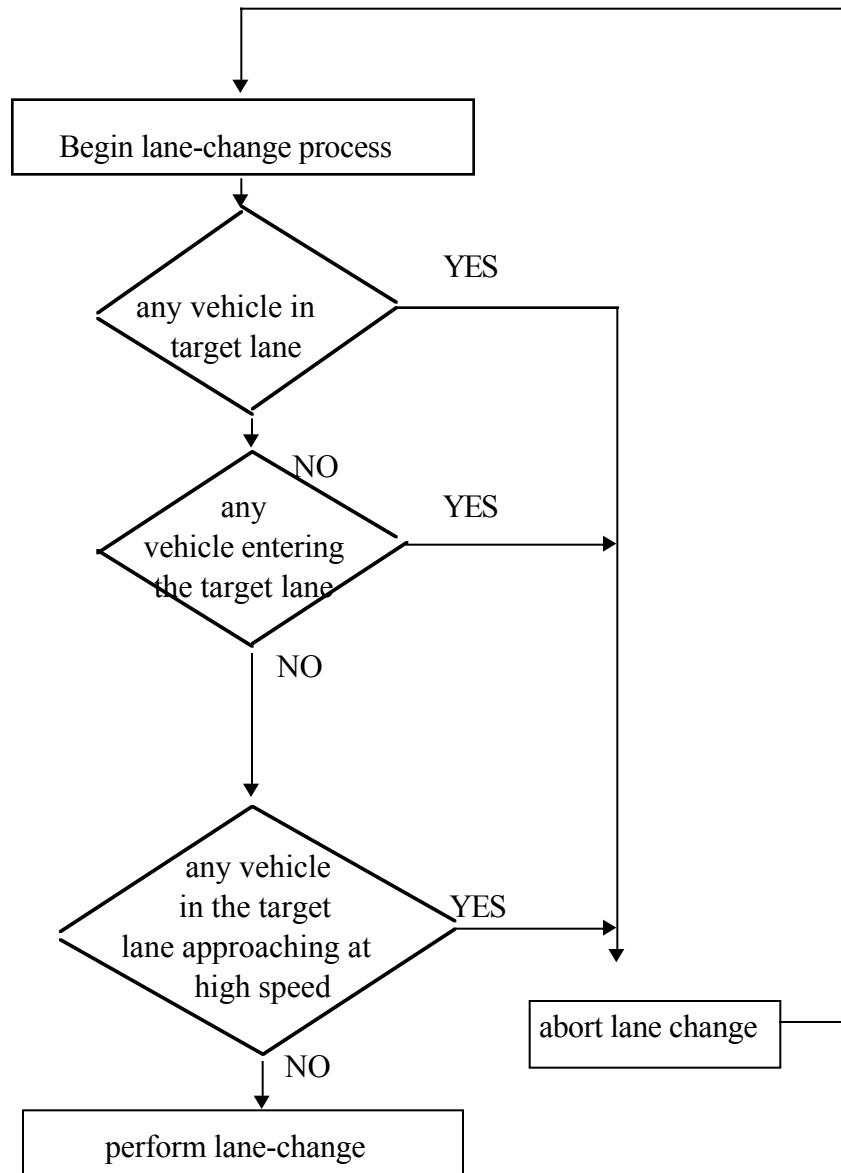 Begin lane-change process
YES
any vehicle in
target lane
NO
YES
any
vehicle entering
the target lane
NO
any vehicle
in the target
YES
lane approaching at
high speed
abort lane change
NO
perform lane-change